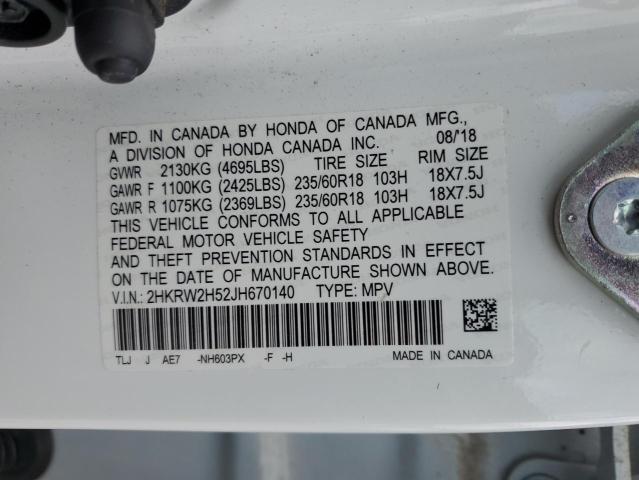 MFD. IN CANADA BY HONDA OF CANADA MFG.,
A DIVISION OF HONDA CANADA INC. 08/'18
GVWR 2130KG (4695LBS) TIRE SIZE RIM SIZE
GAWR F 1100KG (2425LBS) 235/60R18 103H 18X7.5J
GAWR R 1075KG (2369LBS) 235/60R18 103H 18X7.5J
THIS VEHICLE CONFORMS TO ALL APPLICABLE
FEDERAL MOTOR VEHICLE SAFETY
AND THEFT PREVENTION STANDARDS IN EFFECT
ON THE DATE OF MANUFACTURE SHOWN ABOVE.
V.I.N.: 2HKRW2H52JH670140 TYPE: MPV
TLJ J AE7 -NH603PX -F -H MADE IN CANADA